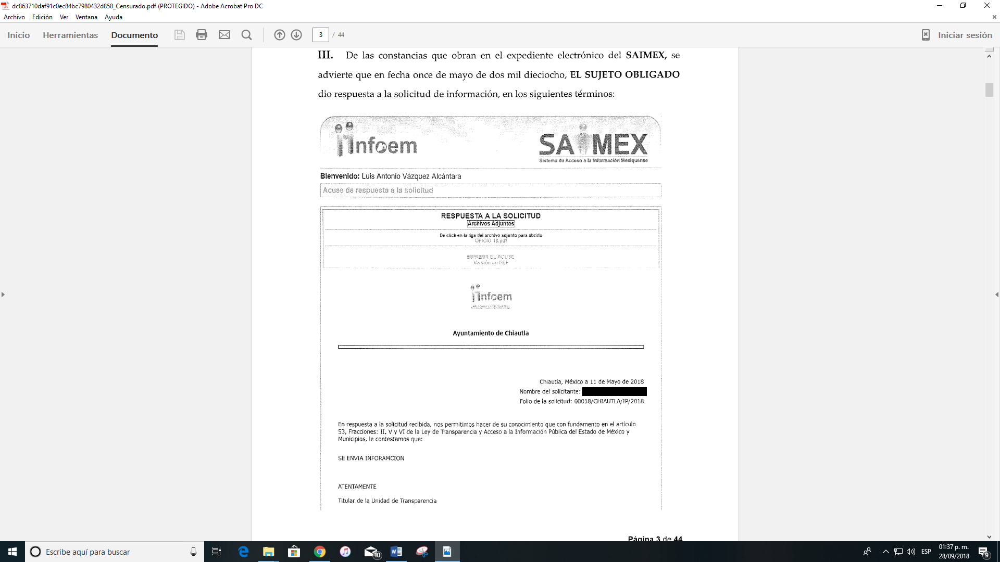 dc863710daf91c0ec84bc7980432d858_Censurado.pdf (PROTEGIDO) - Adobe Acrobat Pro DC
Archivo Edición Ver Ventana Ayuda
Inicio Herramientas Documento 3 / 44 Iniciar sesión
III. De las constancias que obran en el expediente electrónico del SAIMEX, se
advierte que en fecha once de mayo de dos mil dieciocho, EL SUJETO OBLIGADO
dio respuesta a la solicitud de información, en los siguientes términos:
infoem SAIMEX
Sistema de Acceso a la Información Mexiquense
Bienvenido: Luis Antonio Vázquez Alcántara
Acuse de respuesta a la solicitud
RESPUESTA A LA SOLICITUD
Archivos Adjuntos
De click en la liga del archivo adjunto para abrirlo
OFICIO 18.pdf
IMPRIMIR EL ACUSE
Versión en PDF
infoem
Ayuntamiento de Chiautla
Chiautla, México a 11 de Mayo de 2018
Nombre del solicitante:
Folio de la solicitud: 00018/CHIAUTLA/IP/2018
En respuesta a la solicitud recibida, nos permitimos hacer de su conocimiento que con fundamento en el artículo
53, Fracciones: II, V y VI de la Ley de Transparencia y Acceso a la Información Pública del Estado de México y
Municipios, le contestamos que:
SE ENVIA INFORAMCION
ATENTAMENTE
Titular de la Unidad de Transparencia
Página 3 de 44
Escribe aquí para buscar
10
ESP
01:37 p. m.
28/09/2018
9